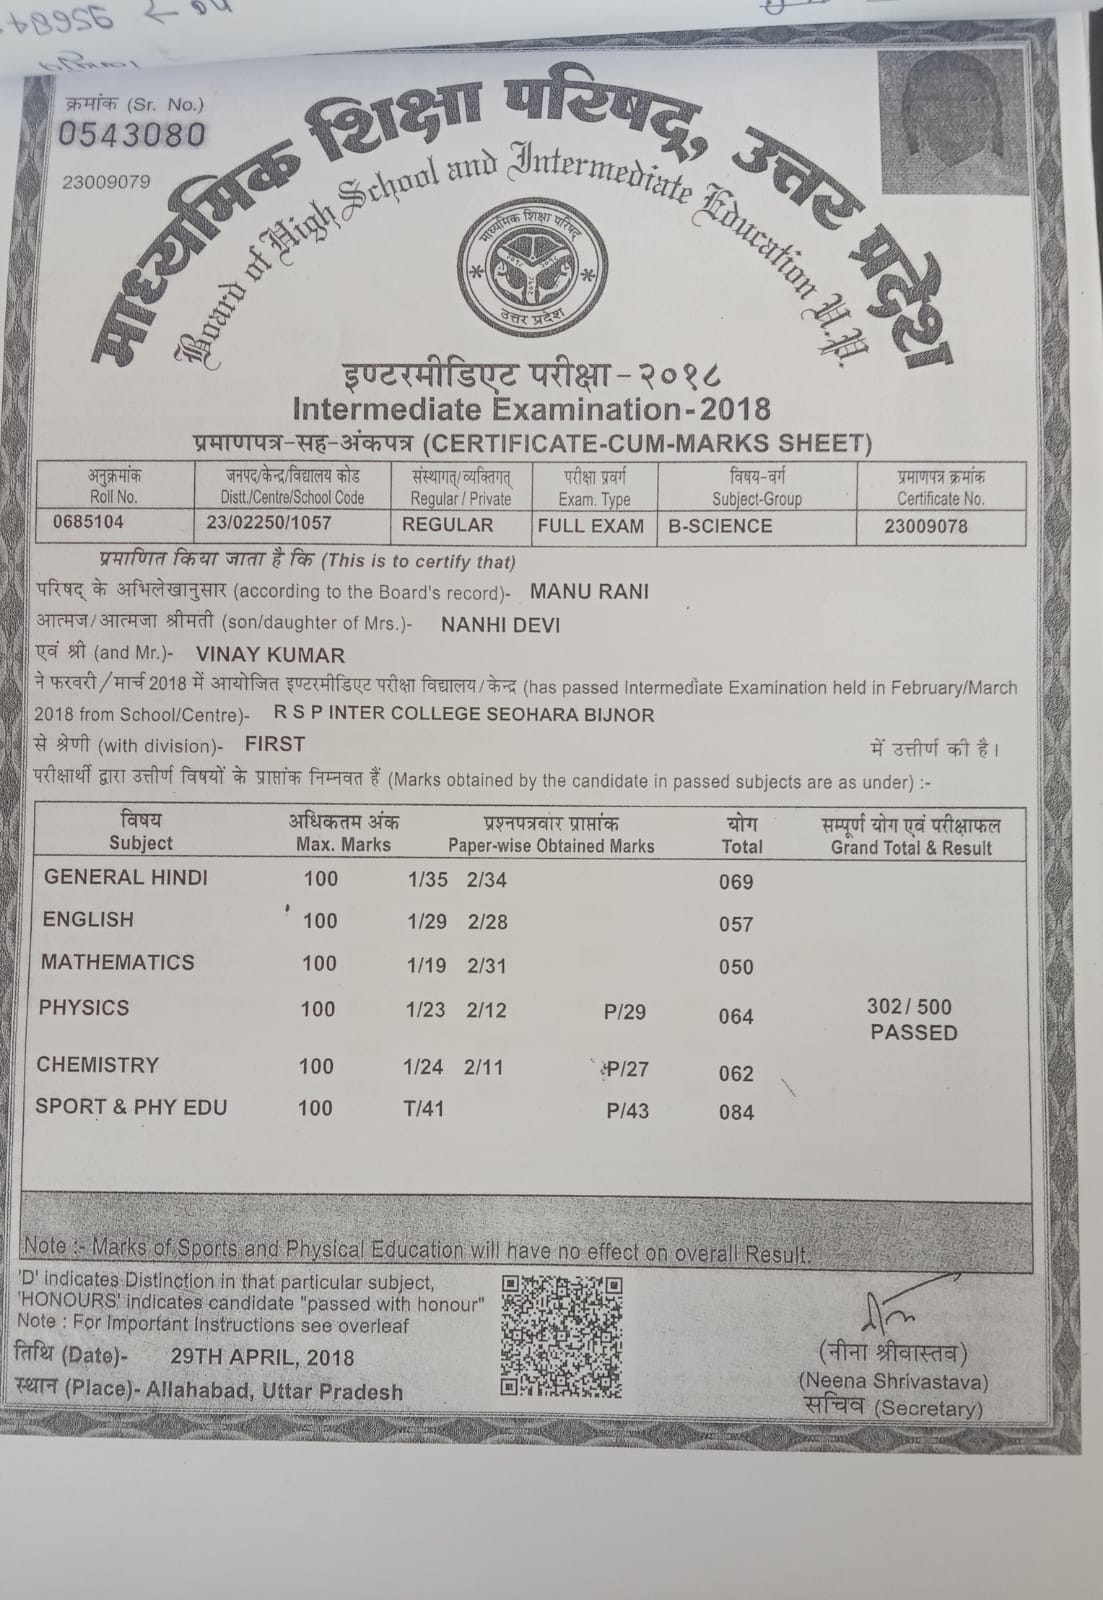 क्रमांक (Sr. No.)
0543080
23009079
माध्यमिक शिक्षा परिषद्, उत्तर प्रदेश
Board of High School and Intermediate Education U.P.
माध्यमिक शिक्षा परिषद
उत्तर प्रदेश
इण्टरमीडिएट परीक्षा - २०१८
Intermediate Examination - 2018
प्रमाणपत्र-सह-अंकपत्र (CERTIFICATE-CUM-MARKS SHEET)
अनुक्रमांक जनपद/केन्द्र/विद्यालय कोड संस्थागत/व्यक्तिगत् परीक्षा प्रवर्ग विषय-वर्ग प्रमाणपत्र क्रमांक
Roll No. Distt./Centre/School Code Regular / Private Exam. Type Subject-Group Certificate No.
0685104 23/02250/1057 REGULAR FULL EXAM B-SCIENCE 23009078
प्रमाणित किया जाता है कि (This is to certify that)
परिषद् के अभिलेखानुसार (according to the Board's record)- MANU RANI
आत्मज/आत्मजा श्रीमती (son/daughter of Mrs.)- NANHI DEVI
एवं श्री (and Mr.)- VINAY KUMAR
ने फरवरी/मार्च 2018 में आयोजित इण्टरमीडिएट परीक्षा विद्यालय/केन्द्र (has passed Intermediate Examination held in February/March
2018 from School/Centre)- R S P INTER COLLEGE SEOHARA BIJNOR
से श्रेणी (with division)- FIRST में उत्तीर्ण की है।
परीक्षार्थी द्वारा उत्तीर्ण विषयों के प्राप्तांक निम्नवत हैं (Marks obtained by the candidate in passed subjects are as under) :-
विषय अधिकतम अंक प्रश्नपत्रवार प्राप्तांक योग सम्पूर्ण योग एवं परीक्षाफल
Subject Max. Marks Paper-wise Obtained Marks Total Grand Total & Result
GENERAL HINDI 100 1/35 2/34 069
ENGLISH 100 1/29 2/28 057
MATHEMATICS 100 1/19 2/31 050
PHYSICS 100 1/23 2/12 P/29 064 302/ 500
PASSED
CHEMISTRY 100 1/24 2/11 P/27 062
SPORT & PHY EDU 100 T/41 P/43 084
Note :- Marks of Sports and Physical Education will have no effect on overall Result.
'D' indicates Distinction in that particular subject,
'HONOURS' indicates candidate "passed with honour"
Note : For Important Instructions see overleaf
तिथि (Date)- 29TH APRIL, 2018
स्थान (Place)- Allahabad, Uttar Pradesh
(नीना श्रीवास्तव)
(Neena Shrivastava)
सचिव (Secretary)